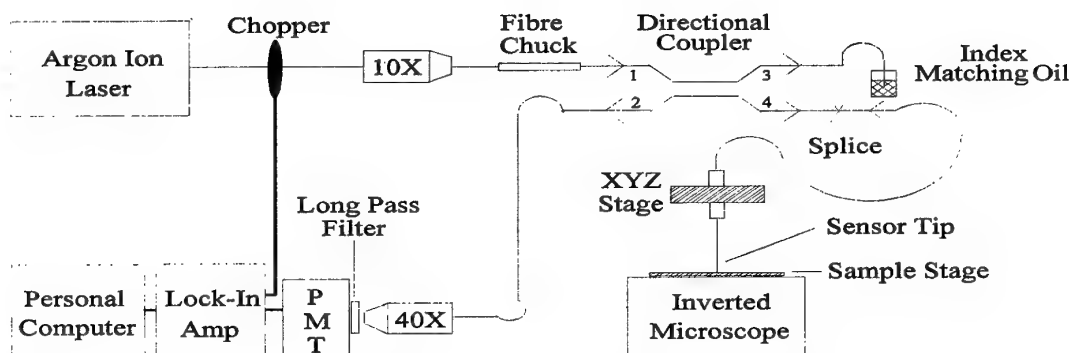 Chopper
Argon Ion
Laser
10X
Fibre
Chuck
Directional
Coupler
1
3
2
4
Index
Matching Oil
Splice
XYZ
Stage
Sensor Tip
Sample Stage
Inverted
Microscope
Long Pass
Filter
Personal
Computer
Lock-In
Amp
P
M
T
40X